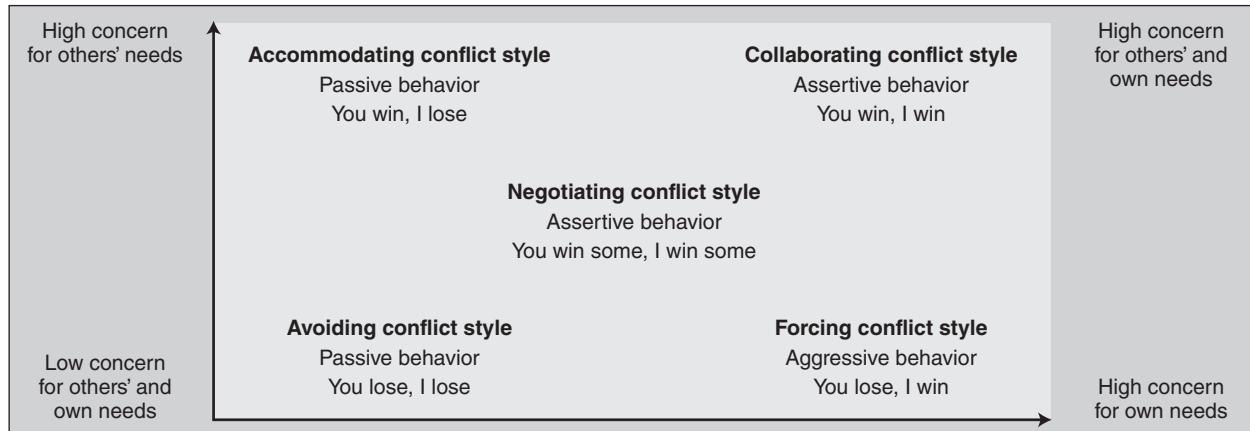 High concern
for others’ needs
Accommodating conflict style
Passive behavior
You win, I lose
Collaborating conflict style
Assertive behavior
You win, I win
High concern
for others’ and
own needs
Negotiating conflict style
Assertive behavior
You win some, I win some
Low concern
for others’ and
own needs
Avoiding conflict style
Passive behavior
You lose, I lose
Forcing conflict style
Aggressive behavior
You lose, I win
High concern
for own needs